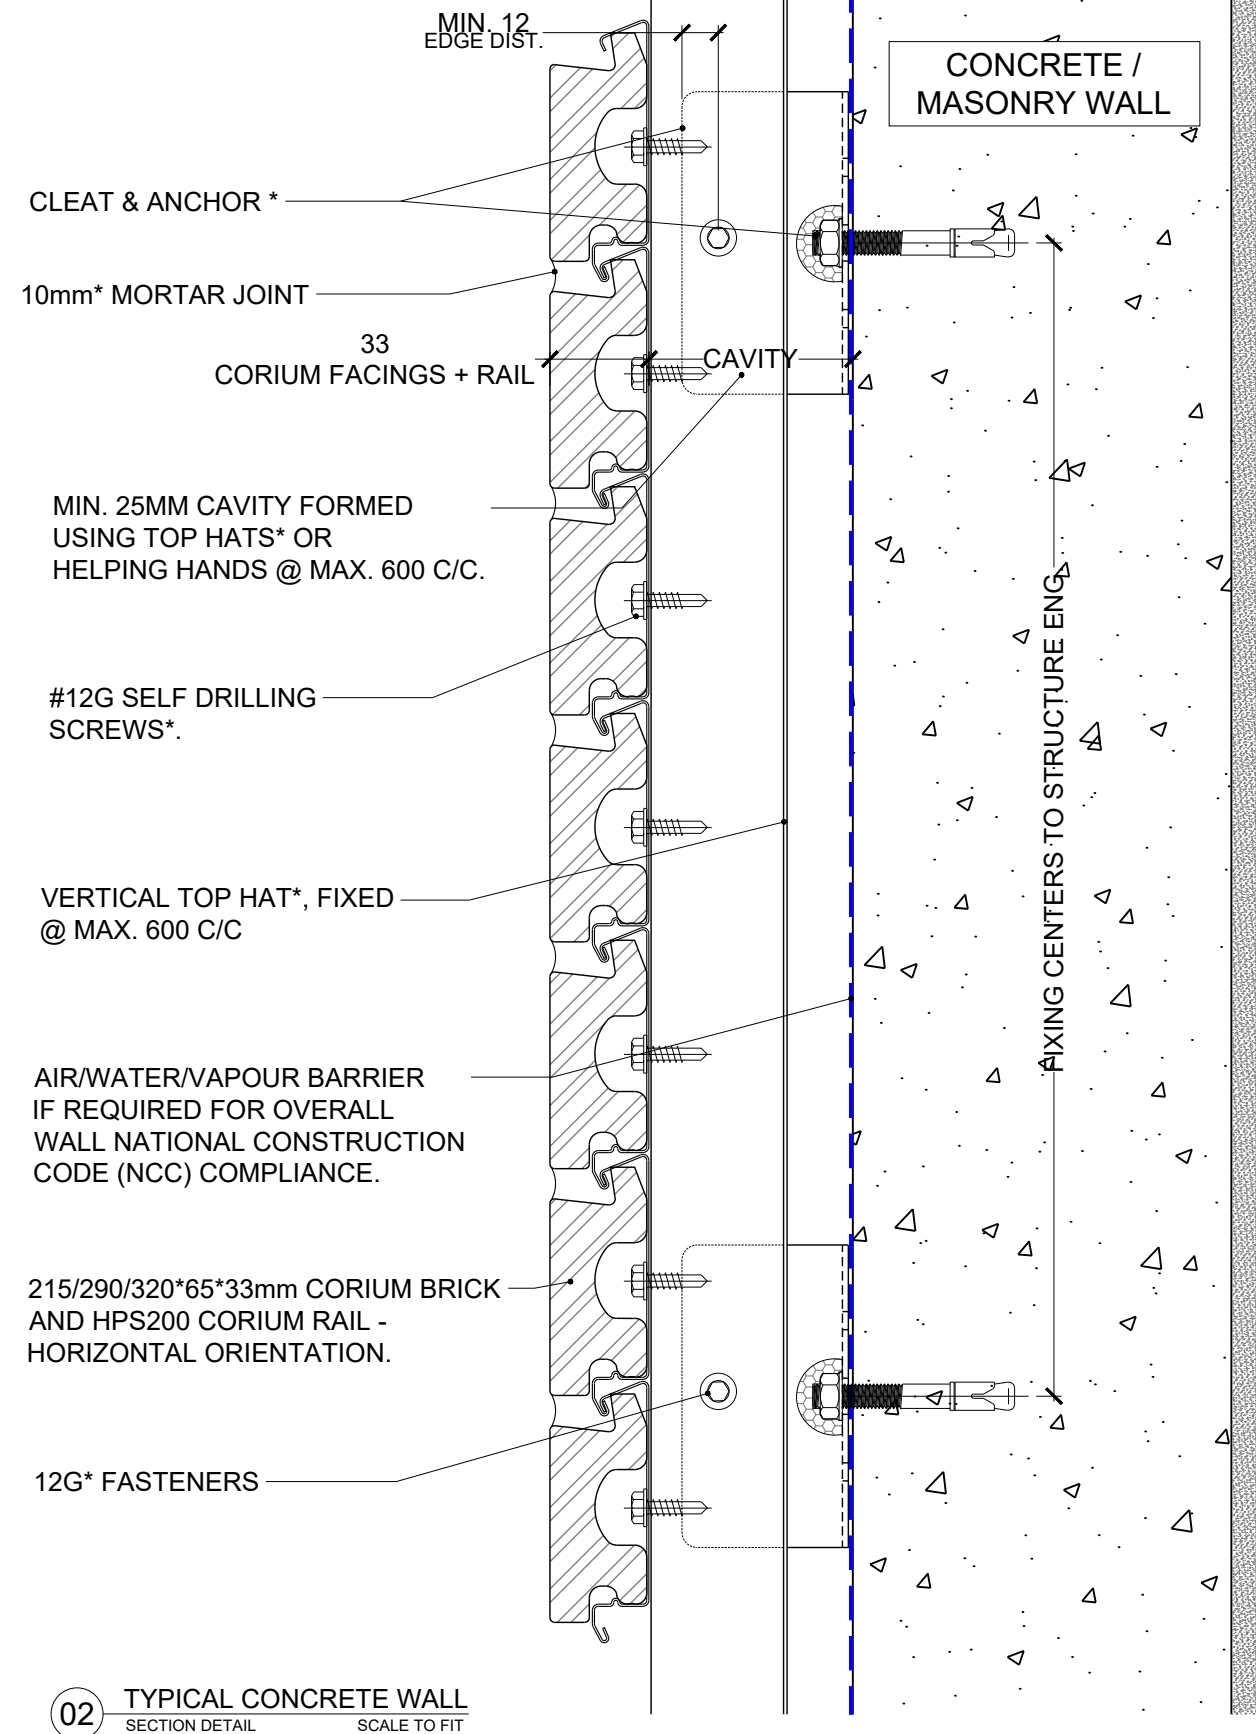 MIN. 12
EDGE DIST.
CONCRETE /
MASONRY WALL
CLEAT & ANCHOR *
10mm* MORTAR JOINT
33
CORIUM FACINGS + RAIL
CAVITY
MIN. 25MM CAVITY FORMED
USING TOP HATS* OR
HELPING HANDS @ MAX. 600 C/C.
#12G SELF DRILLING
SCREWS*.
FIXING CENTERS TO STRUCTURE ENG
VERTICAL TOP HAT*, FIXED
@ MAX. 600 C/C
AIR/WATER/VAPOUR BARRIER
IF REQUIRED FOR OVERALL
WALL NATIONAL CONSTRUCTION
CODE (NCC) COMPLIANCE.
215/290/320*65*33mm CORIUM BRICK
AND HPS200 CORIUM RAIL -
HORIZONTAL ORIENTATION.
12G* FASTENERS
02
TYPICAL CONCRETE WALL
SECTION DETAIL SCALE TO FIT